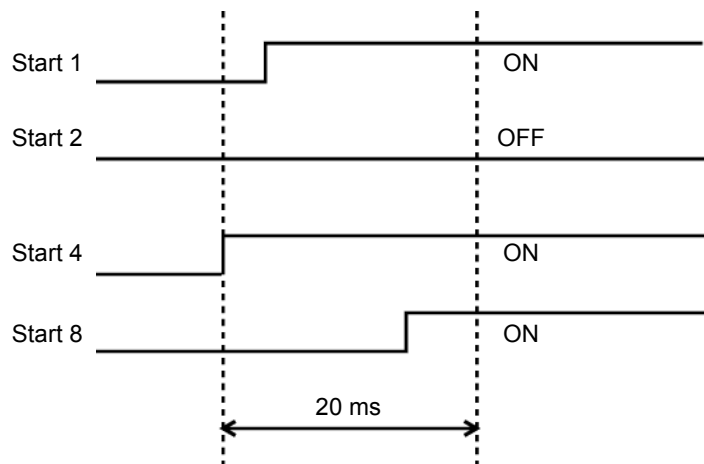 Start 1 ON
Start 2 OFF
Start 4 ON
Start 8 ON
20 ms